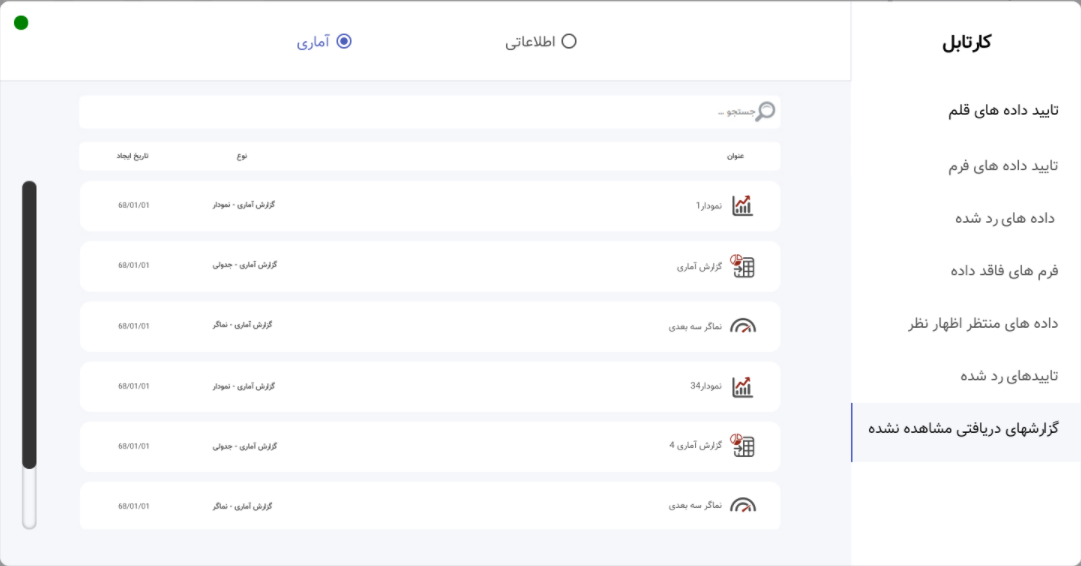 کارتابل
تایید داده های قلم
تایید داده های فرم
داده های رد شده
فرم های فاقد داده
داده های منتظر اظهار نظر
تاییدهای رد شده
گزارشهای دریافتی مشاهده نشده
اطلاعاتی آماری
جستجو ...
عنوان نوع تاریخ ایجاد
نمودار1 گزارش آماری - نمودار 68/01/01
گزارش آماری گزارش آماری - جدولی 68/01/01
نماگر سه بعدی گزارش آماری - نماگر 68/01/01
نمودار34 گزارش آماری - نمودار 68/01/01
گزارش آماری 4 گزارش آماری - جدولی 68/01/01
نماگر سه بعدی گزارش آماری - نماگر 68/01/01